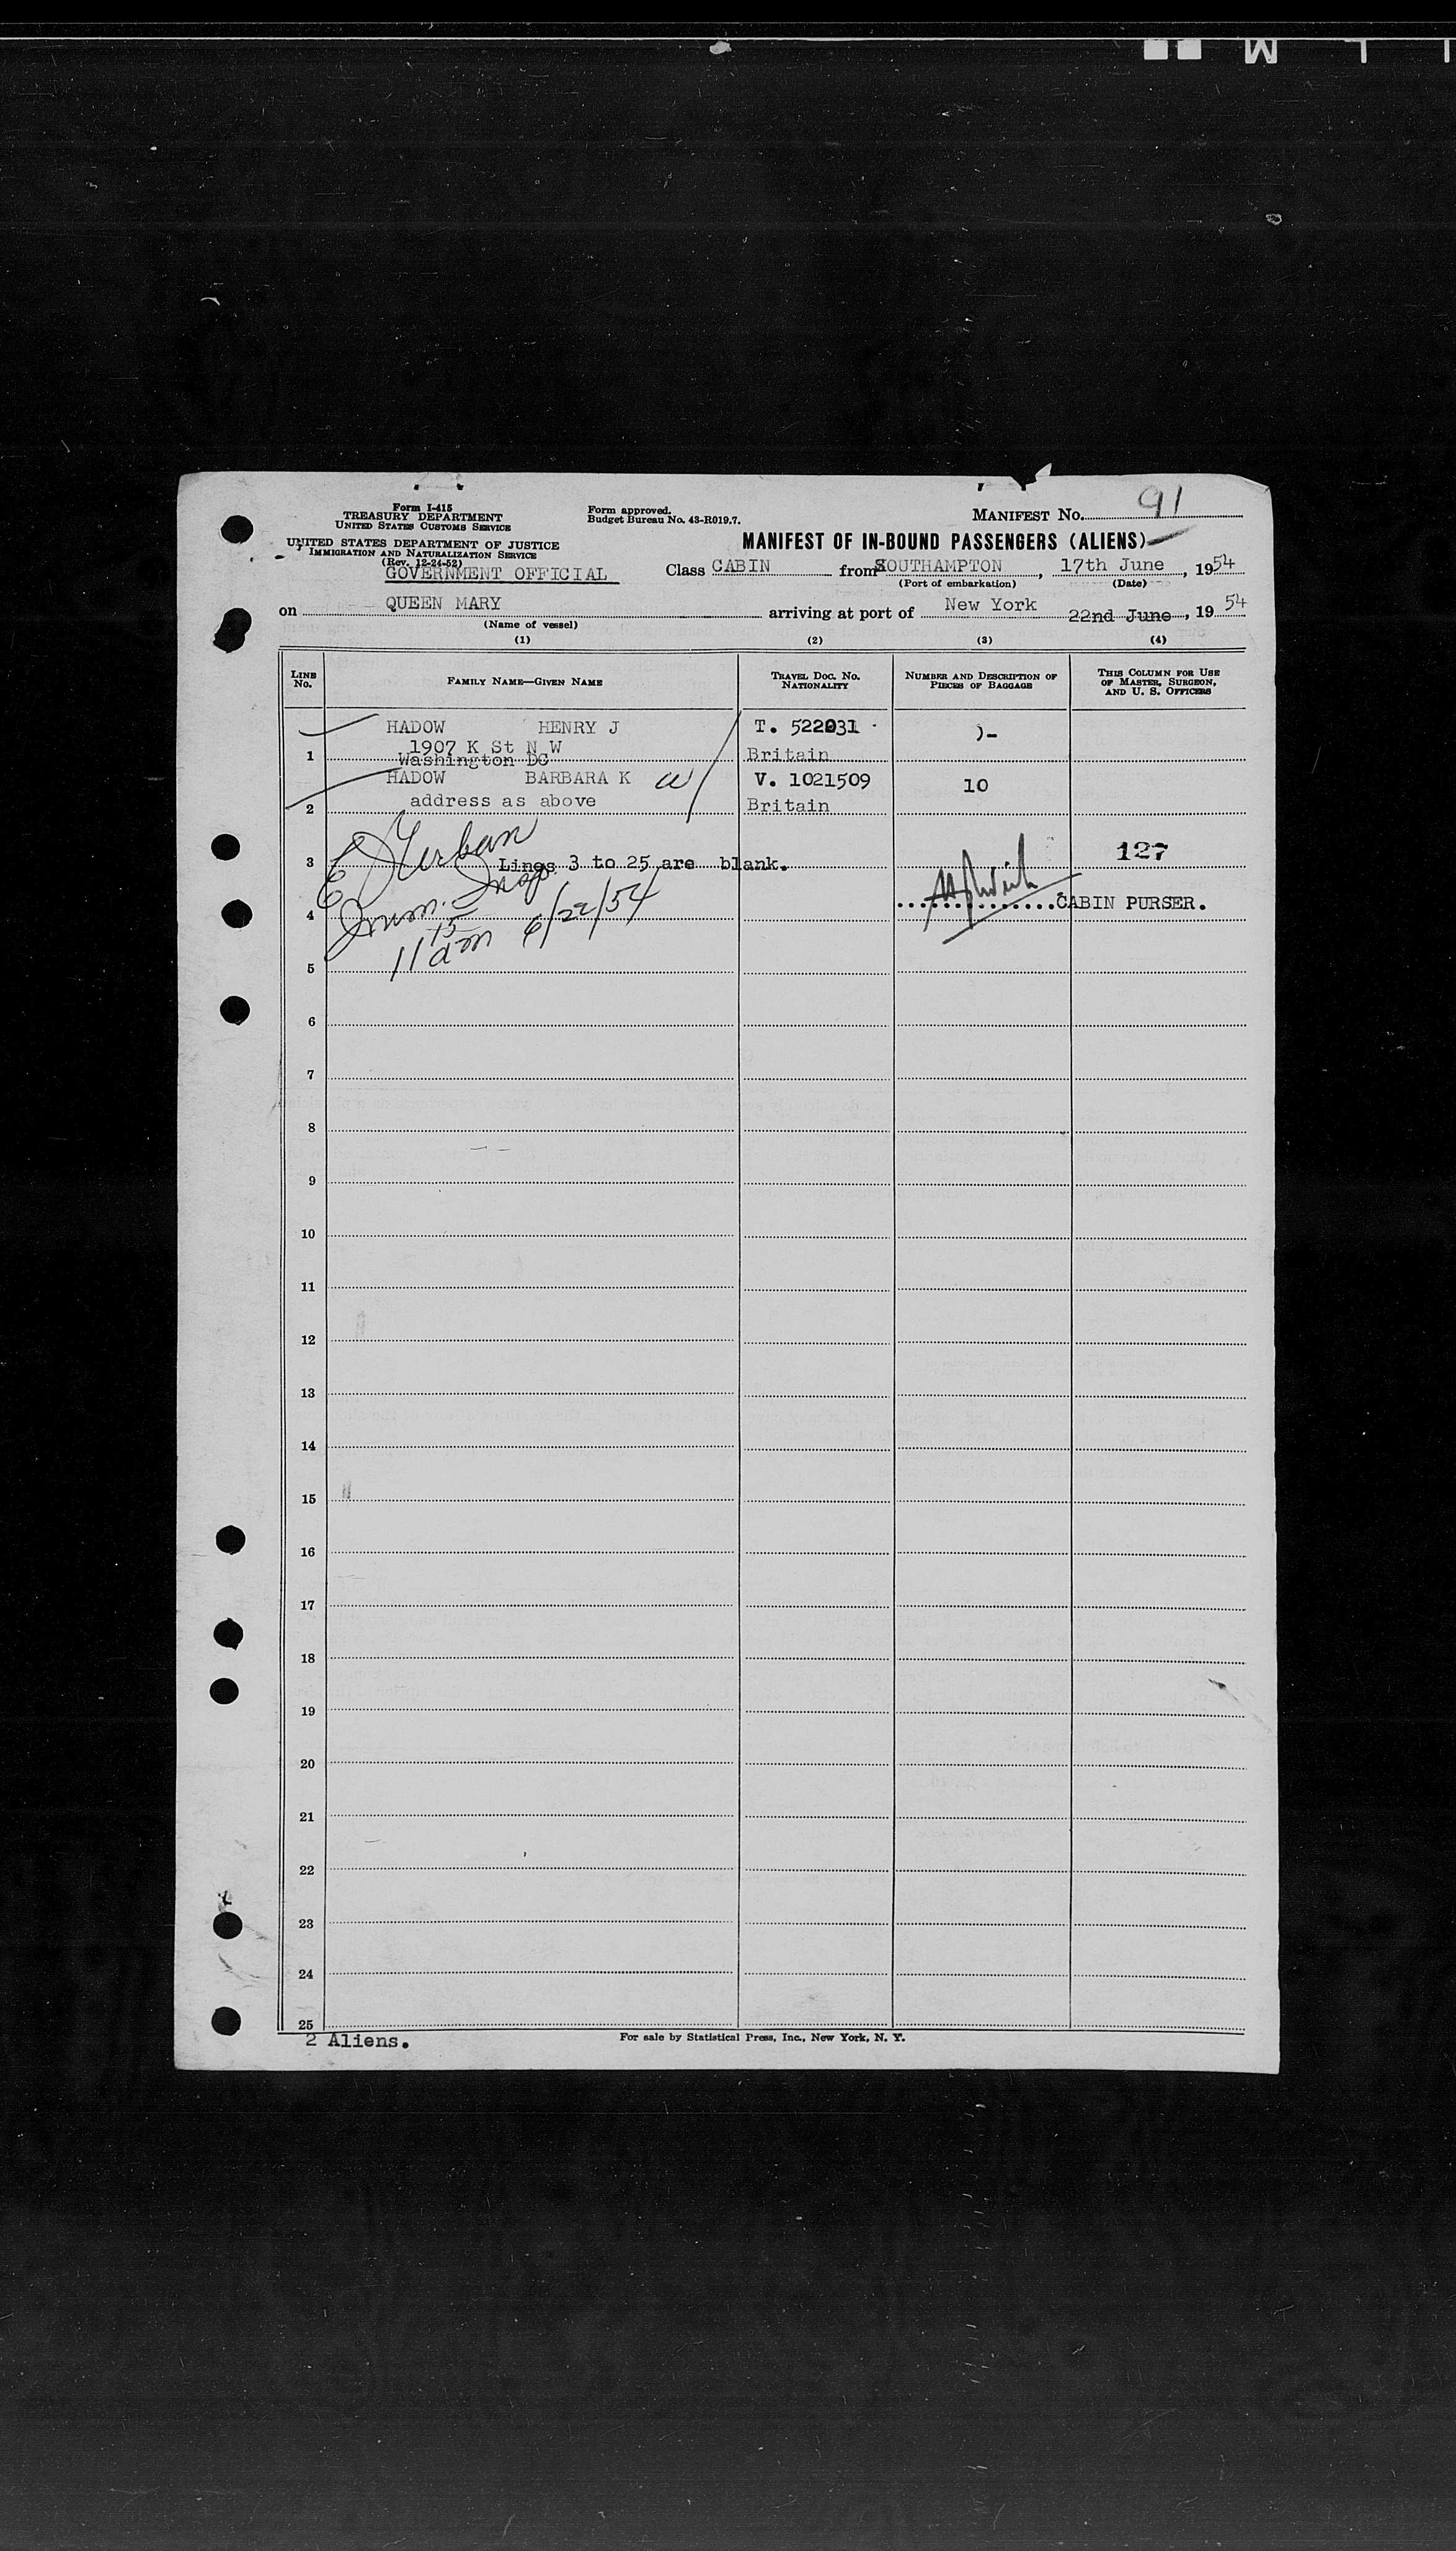 Form I-415
TREASURY DEPARTMENT
UNITED STATES CUSTOMS SERVICE
UNITED STATES DEPARTMENT OF JUSTICE
IMMIGRATION AND NATURALIZATION SERVICE
(Rev. 12-24-52)
Form approved.
Budget Bureau No. 43-R019.7.
MANIFEST No. 91
MANIFEST OF IN-BOUND PASSENGERS (ALIENS)
GOVERNMENT OFFICIAL Class CABIN from SOUTHAMPTON, 17th June, 1954
(Port of embarkation) (Date)
on QUEEN MARY arriving at port of New York 22nd June, 1954
(Name of vessel)
(1) (2) (3) (4)
LINE No. FAMILY NAME—GIVEN NAME TRAVEL DOC. No. NATIONALITY NUMBER AND DESCRIPTION OF PIECES OF BAGGAGE THIS COLUMN FOR USE OF MASTER, SURGEON, AND U. S. OFFICERS
HADOW HENRY J T. 522031 )-
1907 K St N W
1 Washington DC Britain
HADOW BARBARA K W V. 1021509 10
2 address as above Britain
3 Lines 3 to 25 are blank. 127
Imm. Insp.
4 CABIN PURSER.
11 am 6/22/54
5
6
7
8
9
10
11
12
13
14
15
16
17
18
19
20
21
22
23
24
25
2 Aliens. For sale by Statistical Press, Inc., New York, N. Y.